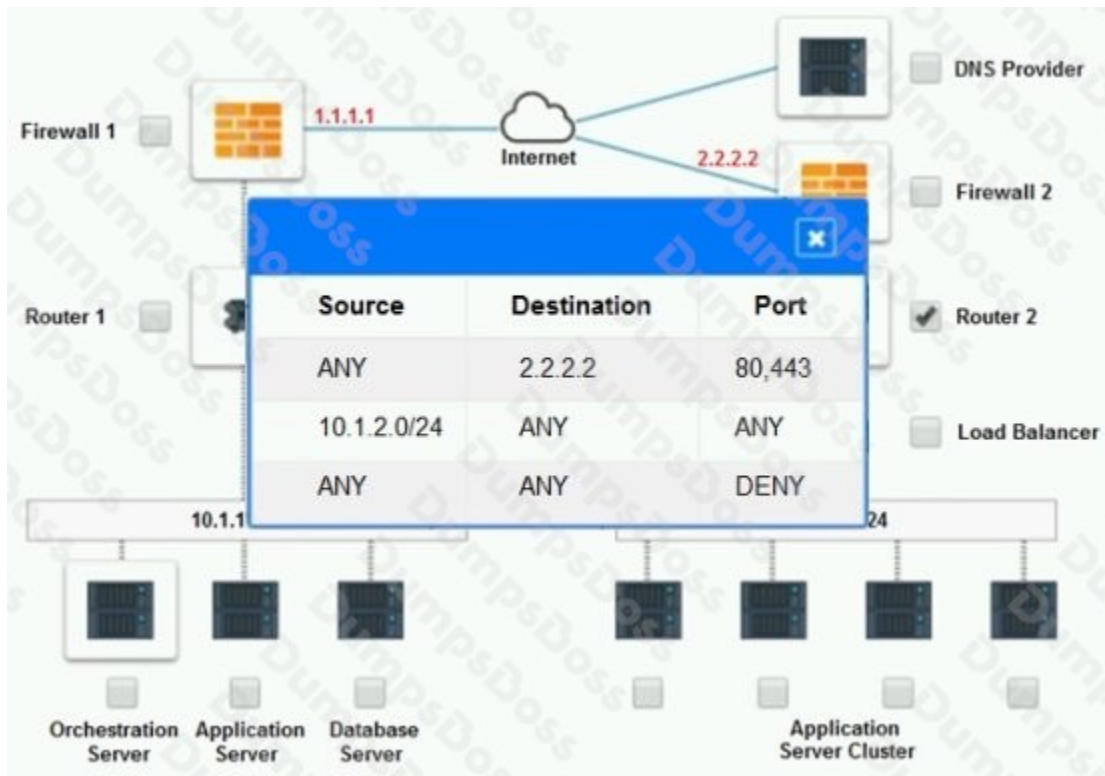 DNS Provider
Firewall 1
1.1.1.1
Internet
2.2.2.2
Firewall 2
Router 1
Router 2
Source Destination Port
ANY 2.2.2.2 80,443
10.1.2.0/24 ANY ANY
ANY ANY DENY
Load Balancer
10.1.1
24
Orchestration Server
Application Server
Database Server
Application Server Cluster
DumpsDoss